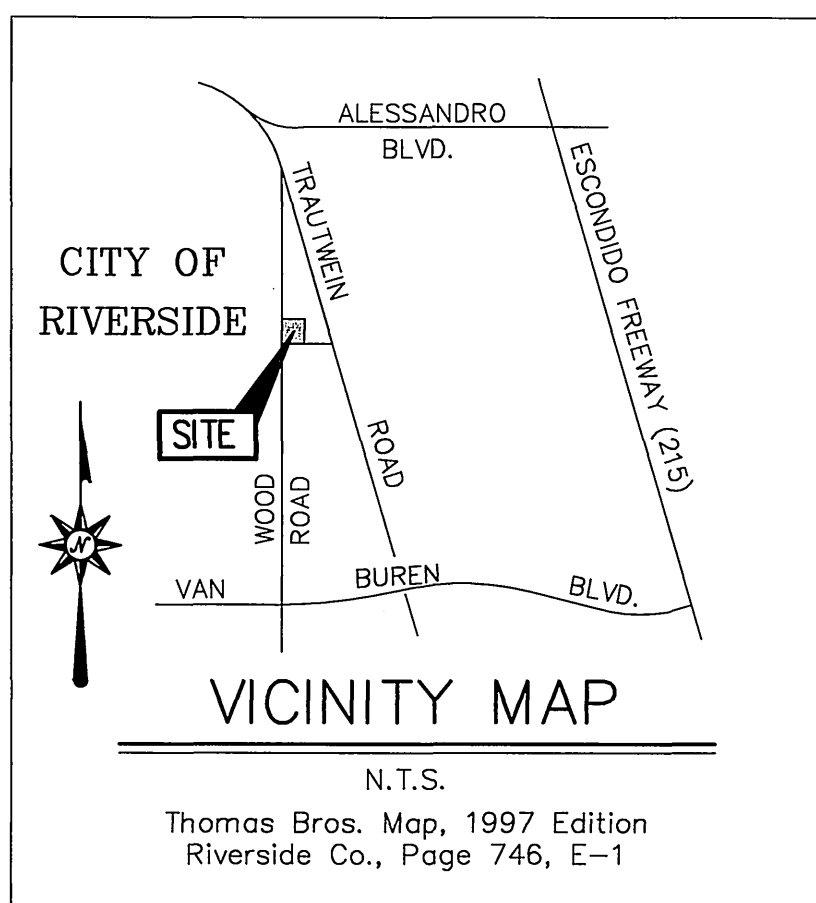 ALESSANDRO
BLVD.
TRAUTWEIN
ROAD
ESCONDIDO FREEWAY (215)
CITY OF
RIVERSIDE
SITE
WOOD
ROAD
N
VAN BUREN BLVD.
VICINITY MAP
N.T.S.
Thomas Bros. Map, 1997 Edition
Riverside Co., Page 746, E-1